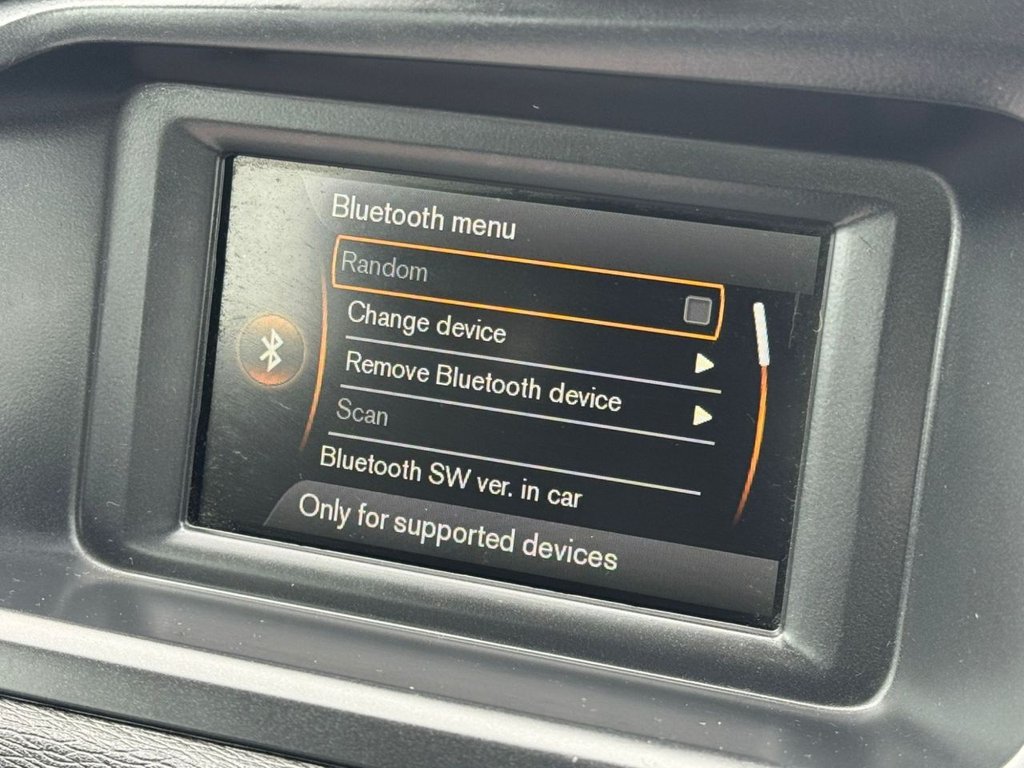 Bluetooth menu
Random
Change device
Remove Bluetooth device
Scan
Bluetooth SW ver. in car
Only for supported devices